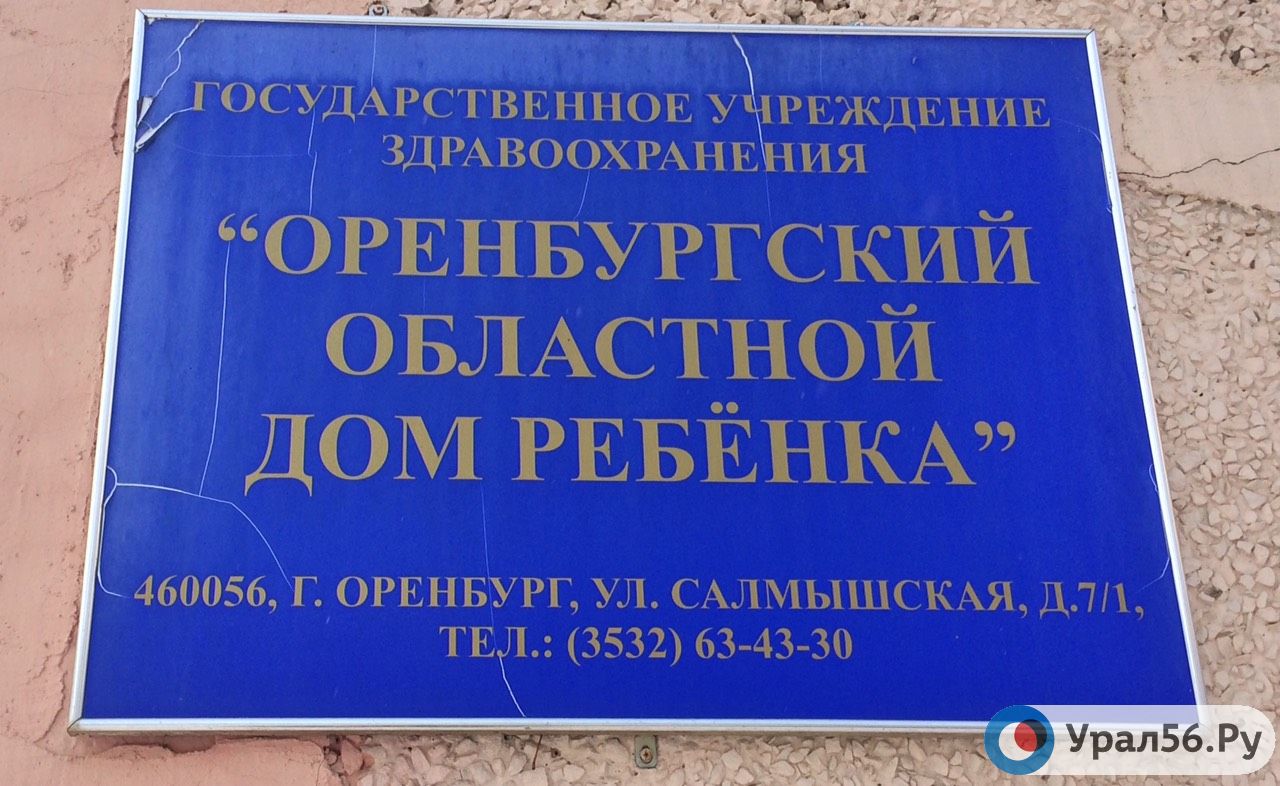 ГОСУДАРСТВЕННОЕ УЧРЕЖДЕНИЕ
ЗДРАВООХРАНЕНИЯ
“ОРЕНБУРГСКИЙ
ОБЛАСТНОЙ
ДОМ РЕБЁНКА”
460056, Г. ОРЕНБУРГ, УЛ. САЛМЫШСКАЯ, Д.7/1,
ТЕЛ.: (3532) 63-43-30
Урал56.Ру